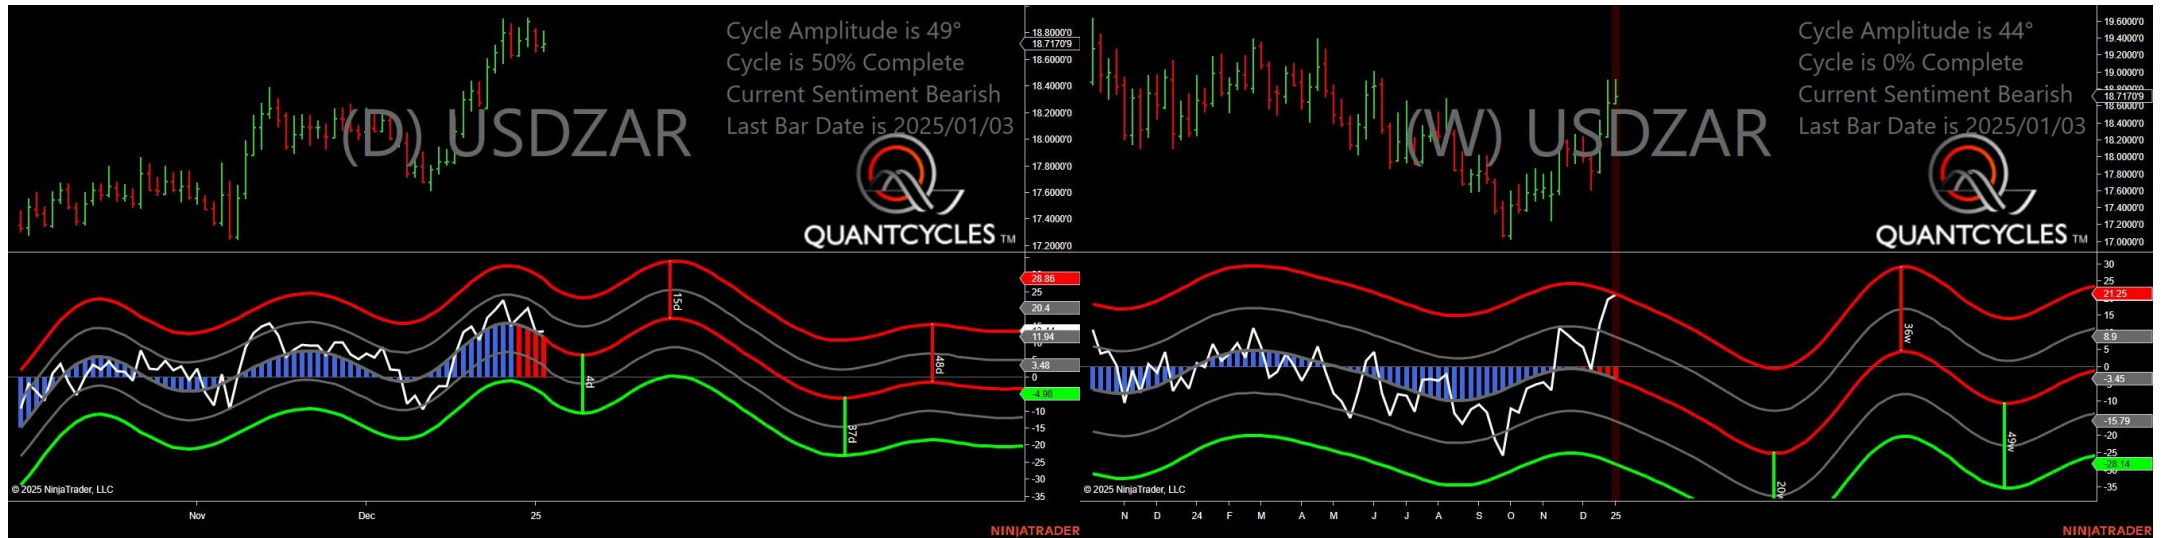 (D) USDZAR
Cycle Amplitude is 49°
Cycle is 50% Complete
Current Sentiment Bearish
Last Bar Date is 2025/01/03
QUANTCYCLES TM
18.8000'0
18.7170'9
18.6000'0
18.4000'0
18.2000'0
18.0000'0
17.8000'0
17.6000'0
17.4000'0
17.2000'0
28.86
25
20.4
11.94
5
3.48
0
-4.98
-10
-15
-20
-25
-30
-35
4d
15d
37d
48d
© 2025 NinjaTrader, LLC
Nov
Dec
25
NINJATRADER
(W) USDZAR
Cycle Amplitude is 44°
Cycle is 0% Complete
Current Sentiment Bearish
Last Bar Date is 2025/01/03
QUANTCYCLES TM
19.6000'0
19.4000'0
19.2000'0
19.0000'0
18.7170'9
18.6000'0
18.4000'0
18.2000'0
18.0000'0
17.8000'0
17.6000'0
17.4000'0
17.2000'0
17.0000'0
30
25
21.25
15
8.9
5
0
-3.45
-10
-15.79
-20
-25
-28.14
-35
20w
36w
49w
© 2025 NinjaTrader, LLC
N
D
24
F
M
A
M
J
J
A
S
O
N
D
25
NINJATRADER